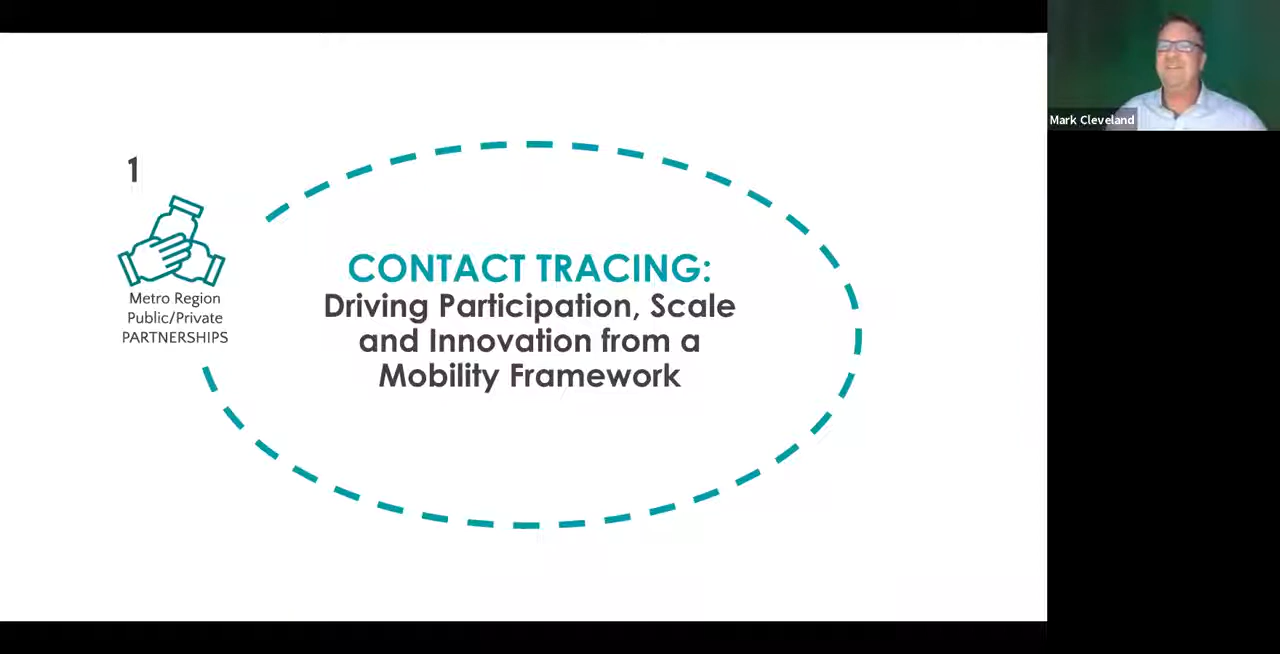 Mark Cleveland
1
Metro Region
Public/Private
PARTNERSHIPS
CONTACT TRACING:
Driving Participation, Scale
and Innovation from a
Mobility Framework